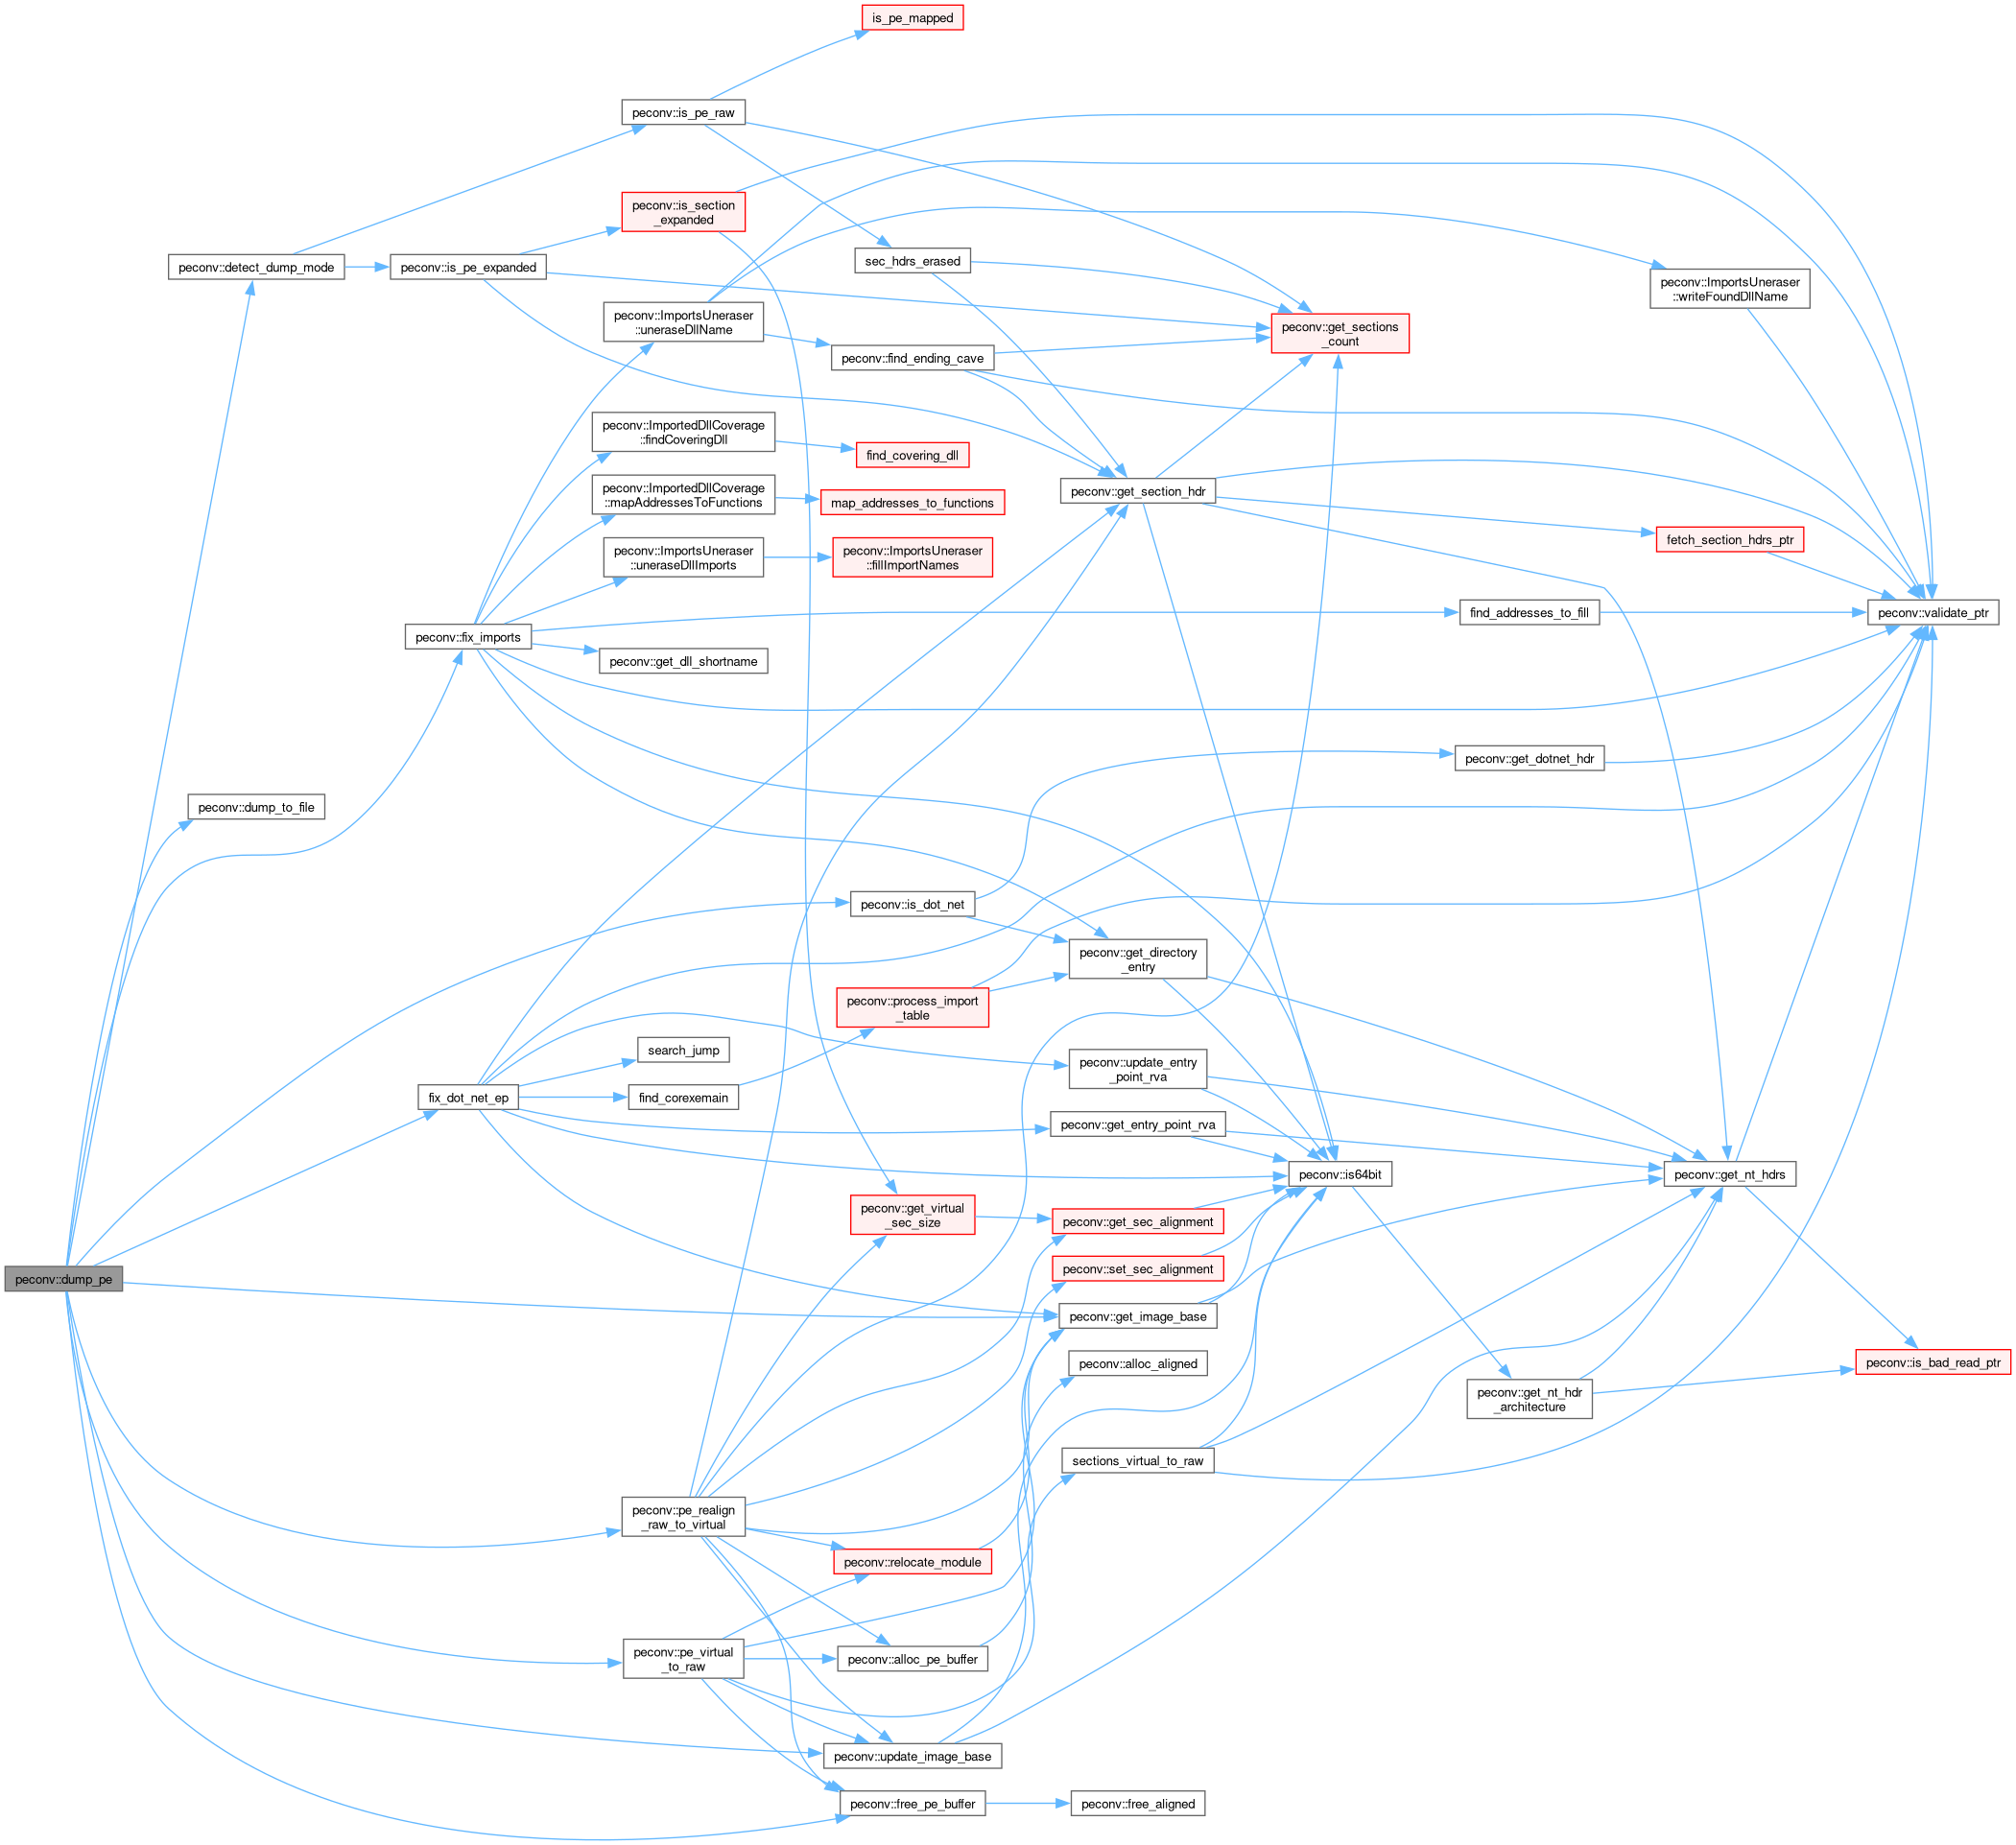 is_pe_mapped
peconv::is_pe_raw
peconv::is_section
_expanded
peconv::detect_dump_mode
peconv::is_pe_expanded
sec_hdrs_erased
peconv::ImportsUneraser
::writeFoundDllName
peconv::ImportsUneraser
::uneraseDllName
peconv::get_sections
_count
peconv::find_ending_cave
peconv::ImportedDllCoverage
::findCoveringDll
find_covering_dll
peconv::ImportedDllCoverage
::mapAddressesToFunctions
map_addresses_to_functions
peconv::get_section_hdr
fetch_section_hdrs_ptr
peconv::ImportsUneraser
::uneraseDllImports
peconv::ImportsUneraser
::fillImportNames
find_addresses_to_fill
peconv::validate_ptr
peconv::fix_imports
peconv::get_dll_shortname
peconv::get_dotnet_hdr
peconv::dump_to_file
peconv::is_dot_net
peconv::get_directory
_entry
peconv::process_import
_table
search_jump
peconv::update_entry
_point_rva
fix_dot_net_ep
find_corexemain
peconv::get_entry_point_rva
peconv::is64bit
peconv::get_nt_hdrs
peconv::get_virtual
_sec_size
peconv::get_sec_alignment
peconv::dump_pe
peconv::set_sec_alignment
peconv::get_image_base
peconv::alloc_aligned
peconv::is_bad_read_ptr
peconv::get_nt_hdr
_architecture
sections_virtual_to_raw
peconv::pe_realign
_raw_to_virtual
peconv::relocate_module
peconv::pe_virtual
_to_raw
peconv::alloc_pe_buffer
peconv::update_image_base
peconv::free_pe_buffer
peconv::free_aligned